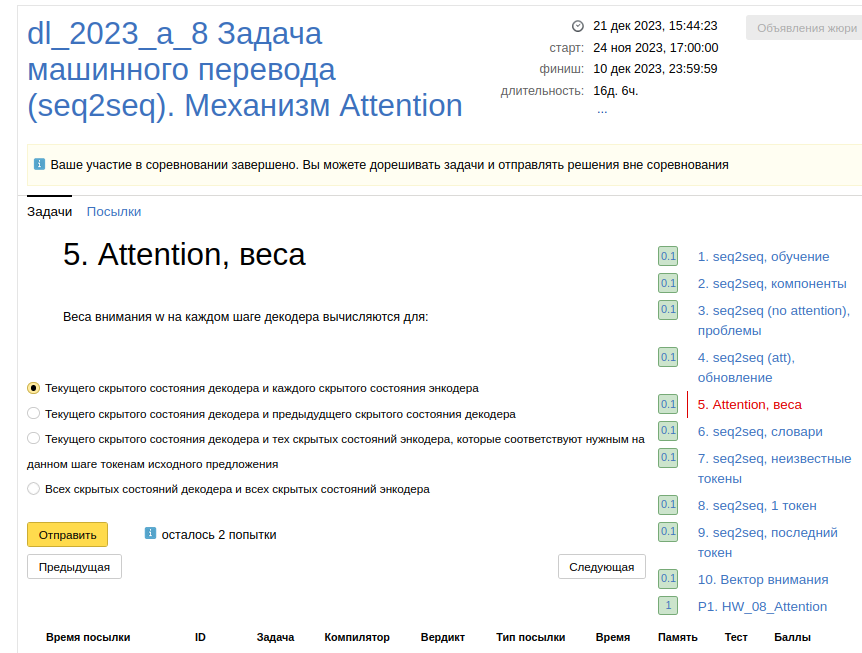 dl_2023_a_8 Задача
машинного перевода
(seq2seq). Механизм Attention
21 дек 2023, 15:44:23
старт: 24 ноя 2023, 17:00:00
финиш: 10 дек 2023, 23:59:59
длительность: 16д. 6ч.
...
Объявления жюри
Ваше участие в соревновании завершено. Вы можете дорешивать задачи и отправлять решения вне соревнования
Задачи Посылки
5. Attention, веса
Веса внимания w на каждом шаге декодера вычисляются для:
Текущего скрытого состояния декодера и каждого скрытого состояния энкодера
Текущего скрытого состояния декодера и предыдудщего скрытого состояния декодера
Текущего скрытого состояния декодера и тех скрытых состояний энкодера, которые соответствуют нужным на
данном шаге токенам исходного предложения
Всех скрытых состояний декодера и всех скрытых состояний энкодера
Отправить осталось 2 попытки
Предыдущая Следующая
0.1 1. seq2seq, обучение
0.1 2. seq2seq, компоненты
0.1 3. seq2seq (no attention),
проблемы
0.1 4. seq2seq (att),
обновление
0.1 5. Attention, веса
0.1 6. seq2seq, словари
0.1 7. seq2seq, неизвестные
токены
0.1 8. seq2seq, 1 токен
0.1 9. seq2seq, последний
токен
0.1 10. Вектор внимания
1 P1. HW_08_Attention
Время посылки ID Задача Компилятор Вердикт Тип посылки Время Память Тест Баллы